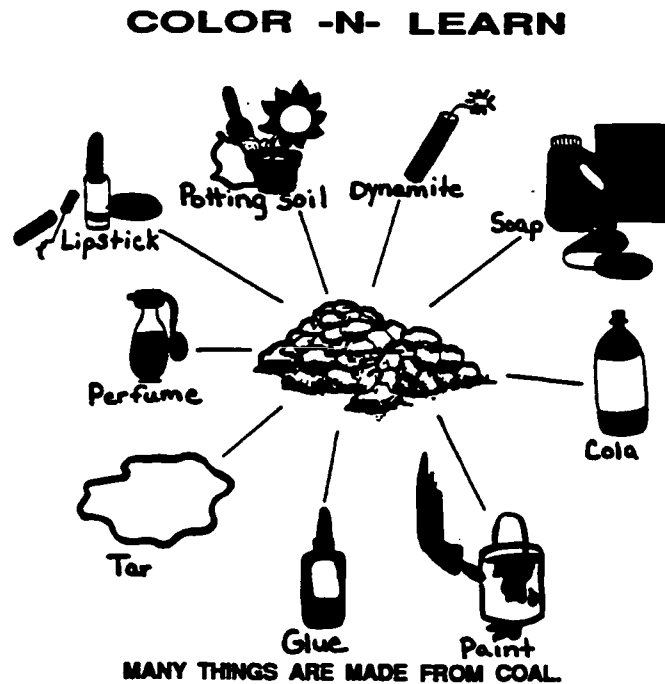 COLOR -N- LEARN
Potting soil
Dynamite
Lipstick
Soap
Perfume
Cola
Tar
Glue
Paint
MANY THINGS ARE MADE FROM COAL.